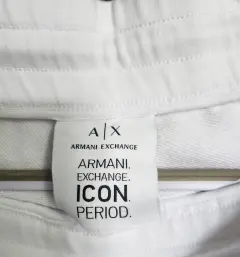 A|X
ARMANI EXCHANGE
ARMANI.
EXCHANGE.
ICON.
PERIOD.